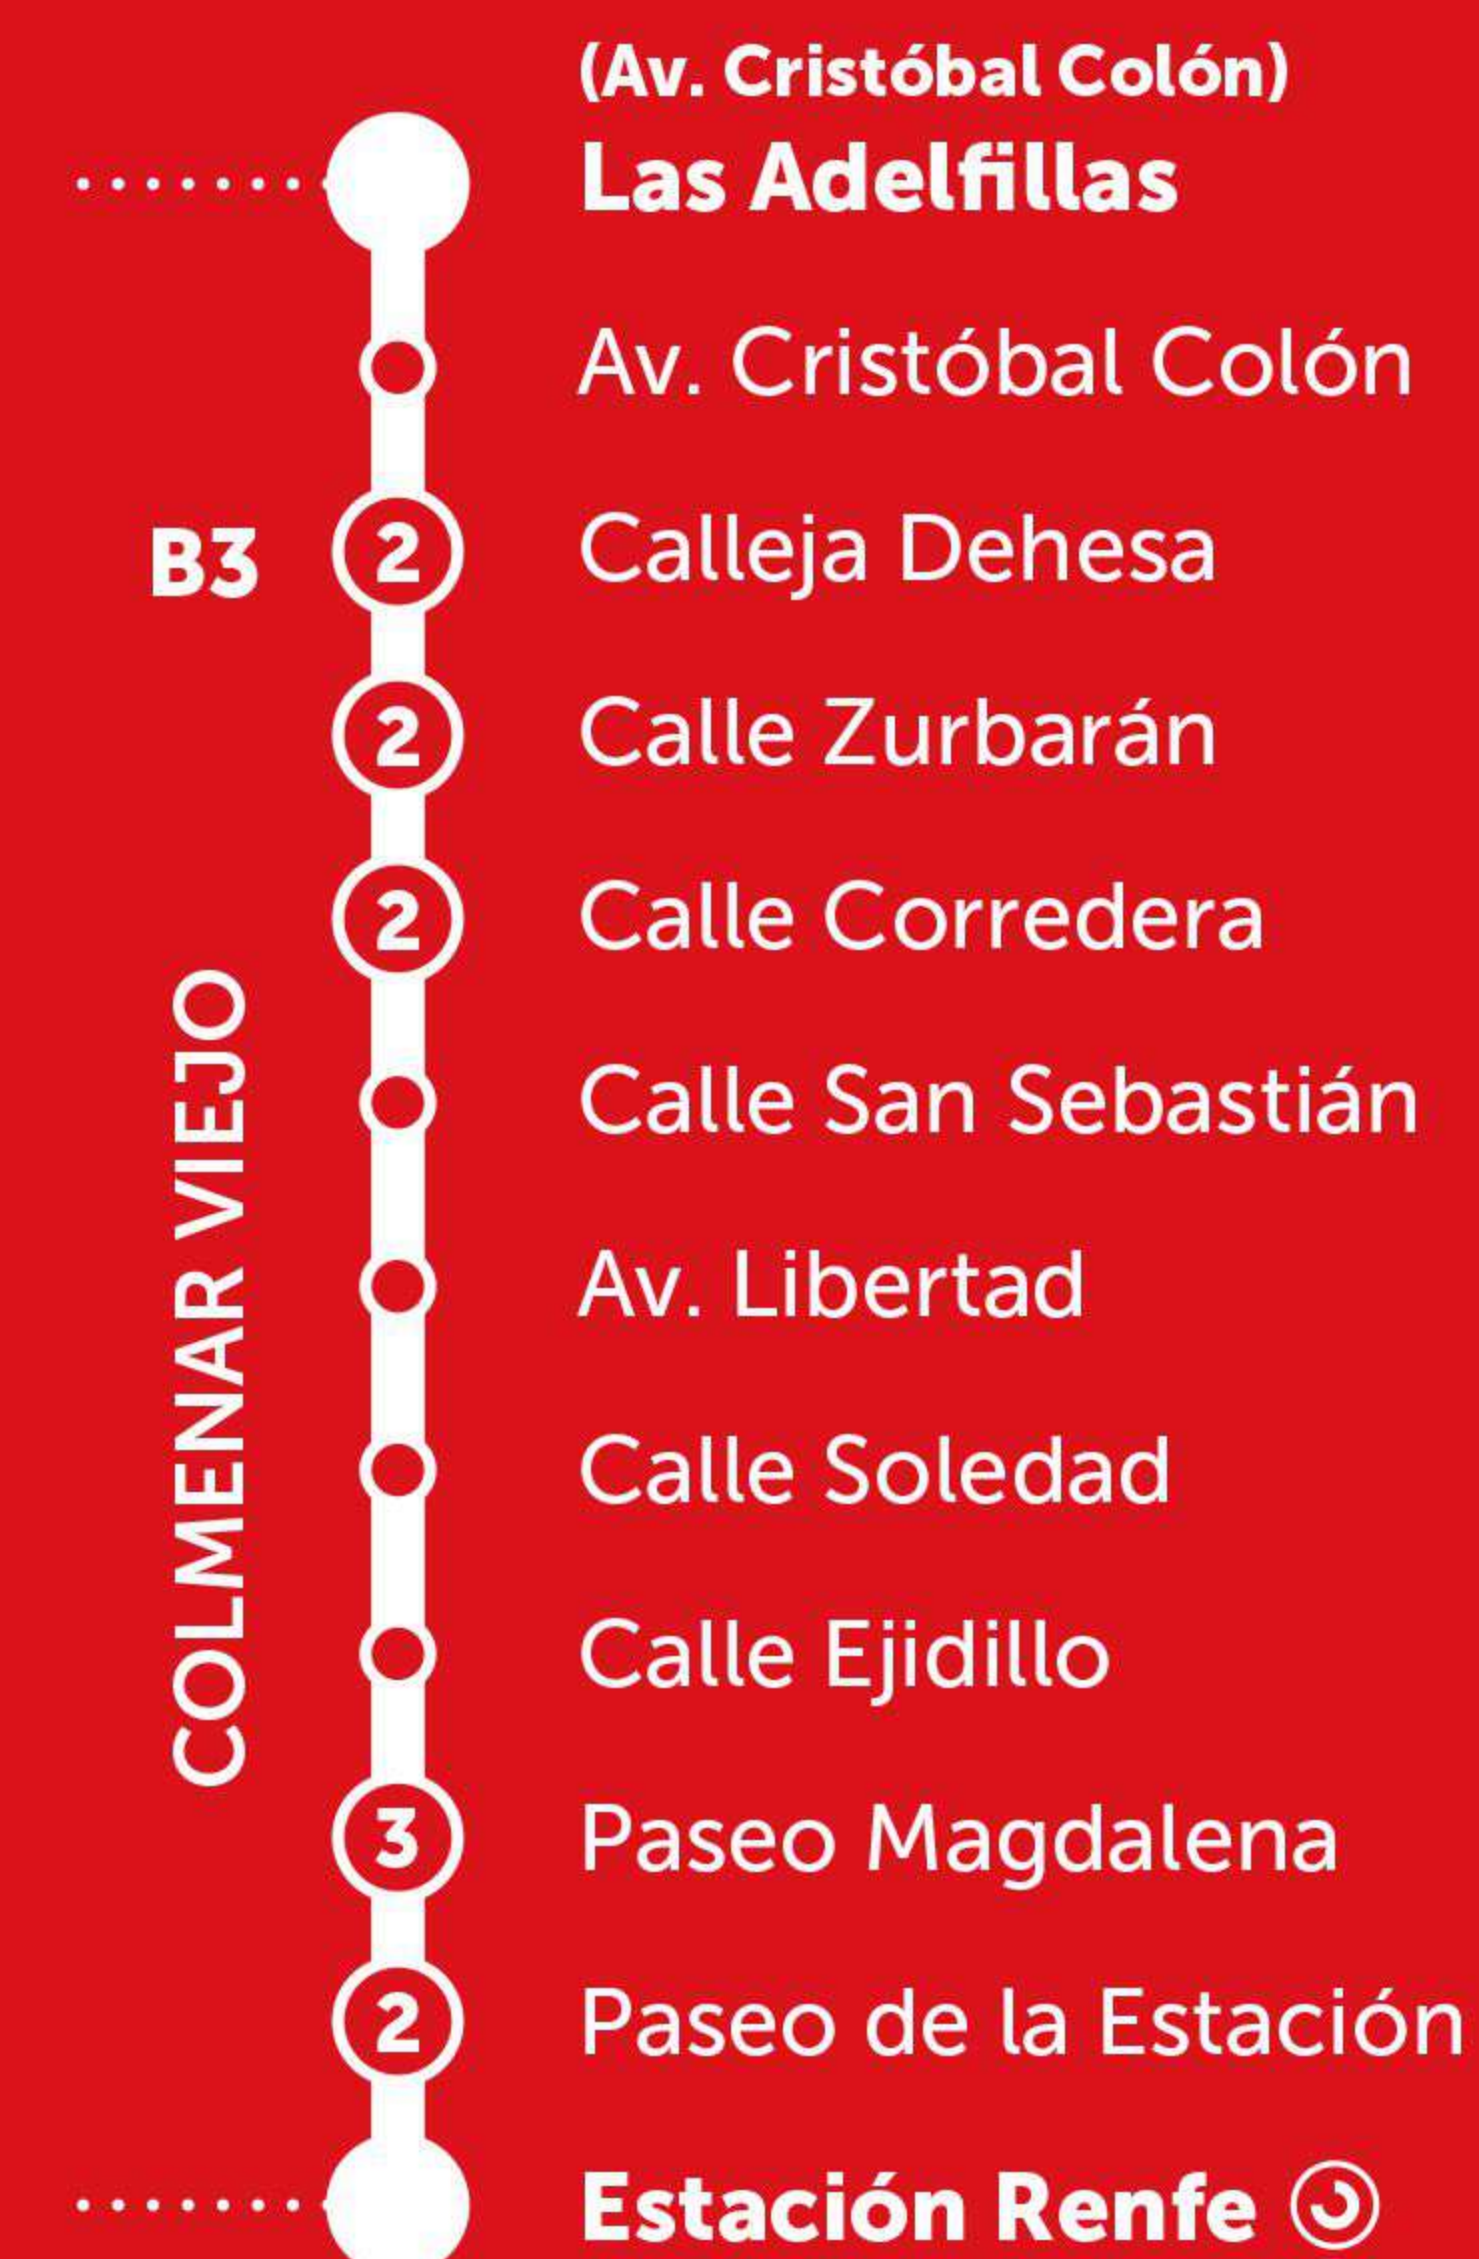 (Av. Cristóbal Colón)
Las Adelfillas
Av. Cristóbal Colón
B3
2
Calleja Dehesa
2
Calle Zurbarán
2
Calle Corredera
COLMENAR VIEJO
Calle San Sebastián
Av. Libertad
Calle Soledad
Calle Ejidillo
3
Paseo Magdalena
2
Paseo de la Estación
Estación Renfe